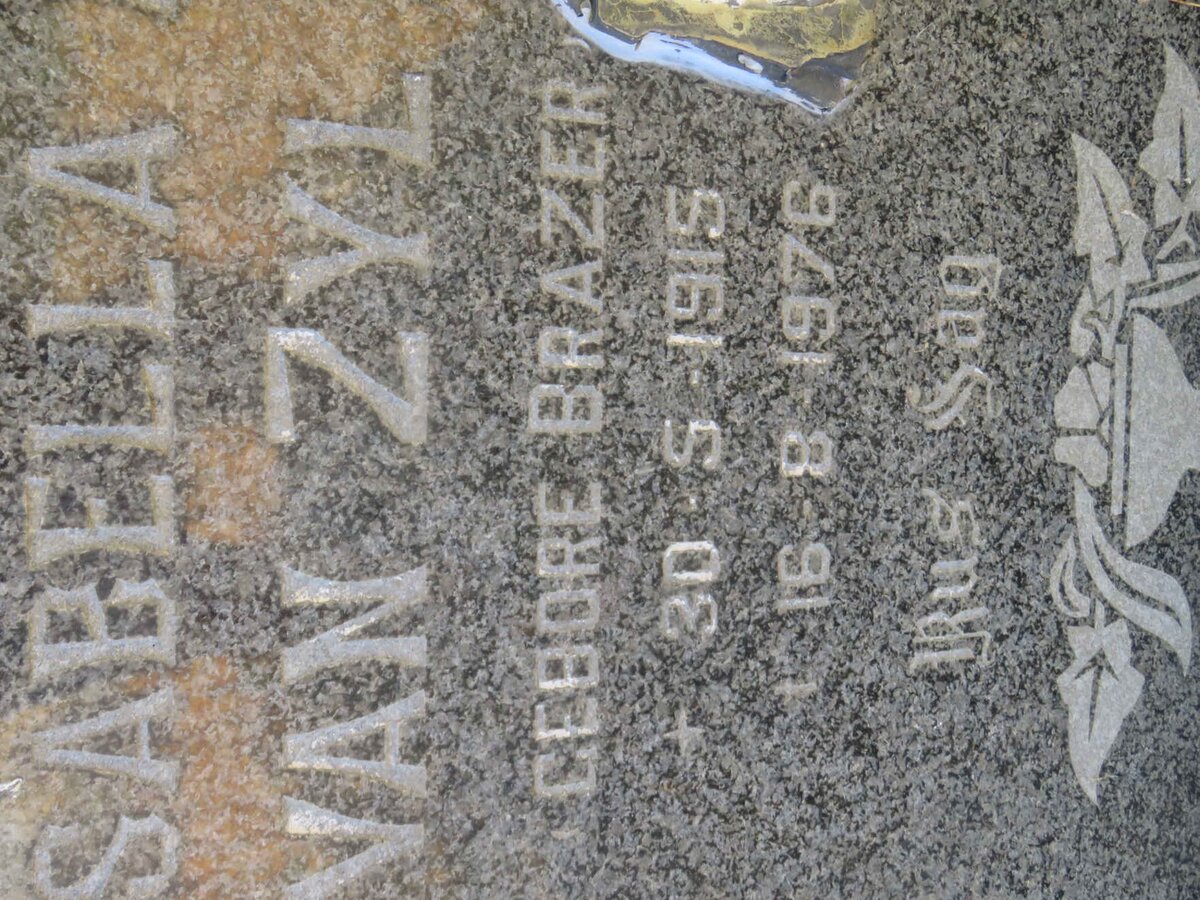 SABELLA
VAN ZYL
GEBORE BRAZER
+ 30 - 5 -1915
- 16 - 8 -1976
Rus Sag